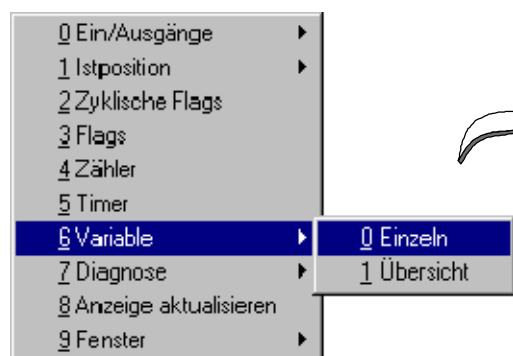 0 Ein/Ausgänge
1 Istposition
2 Zyklische Flags
3 Flags
4 Zähler
5 Timer
6 Variable
0 Einzeln
7 Diagnose
1 Übersicht
8 Anzeige aktualisieren
9 Fenster